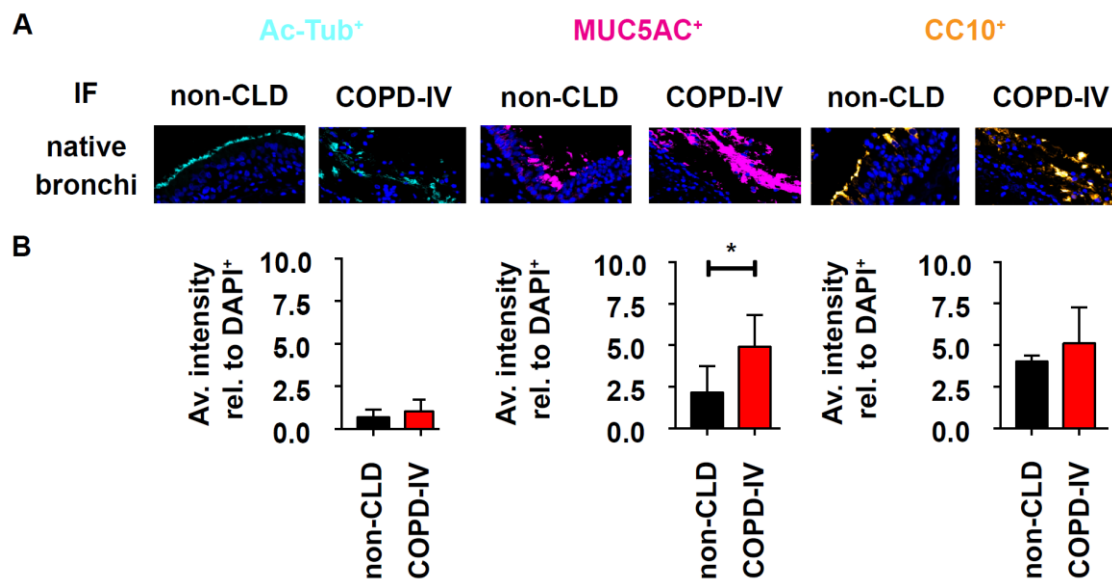 A
Ac-Tub⁺ MUC5AC⁺ CC10⁺
IF non-CLD COPD-IV non-CLD COPD-IV non-CLD COPD-IV
native
bronchi
B
Av. intensity
rel. to DAPI⁺
10.0
7.5
5.0
2.5
0.0
non-CLD
COPD-IV
Av. intensity
rel. to DAPI⁺
10.0
7.5
5.0
2.5
0.0
*
non-CLD
COPD-IV
Av. intensity
rel. to DAPI⁺
10.0
7.5
5.0
2.5
0.0
non-CLD
COPD-IV